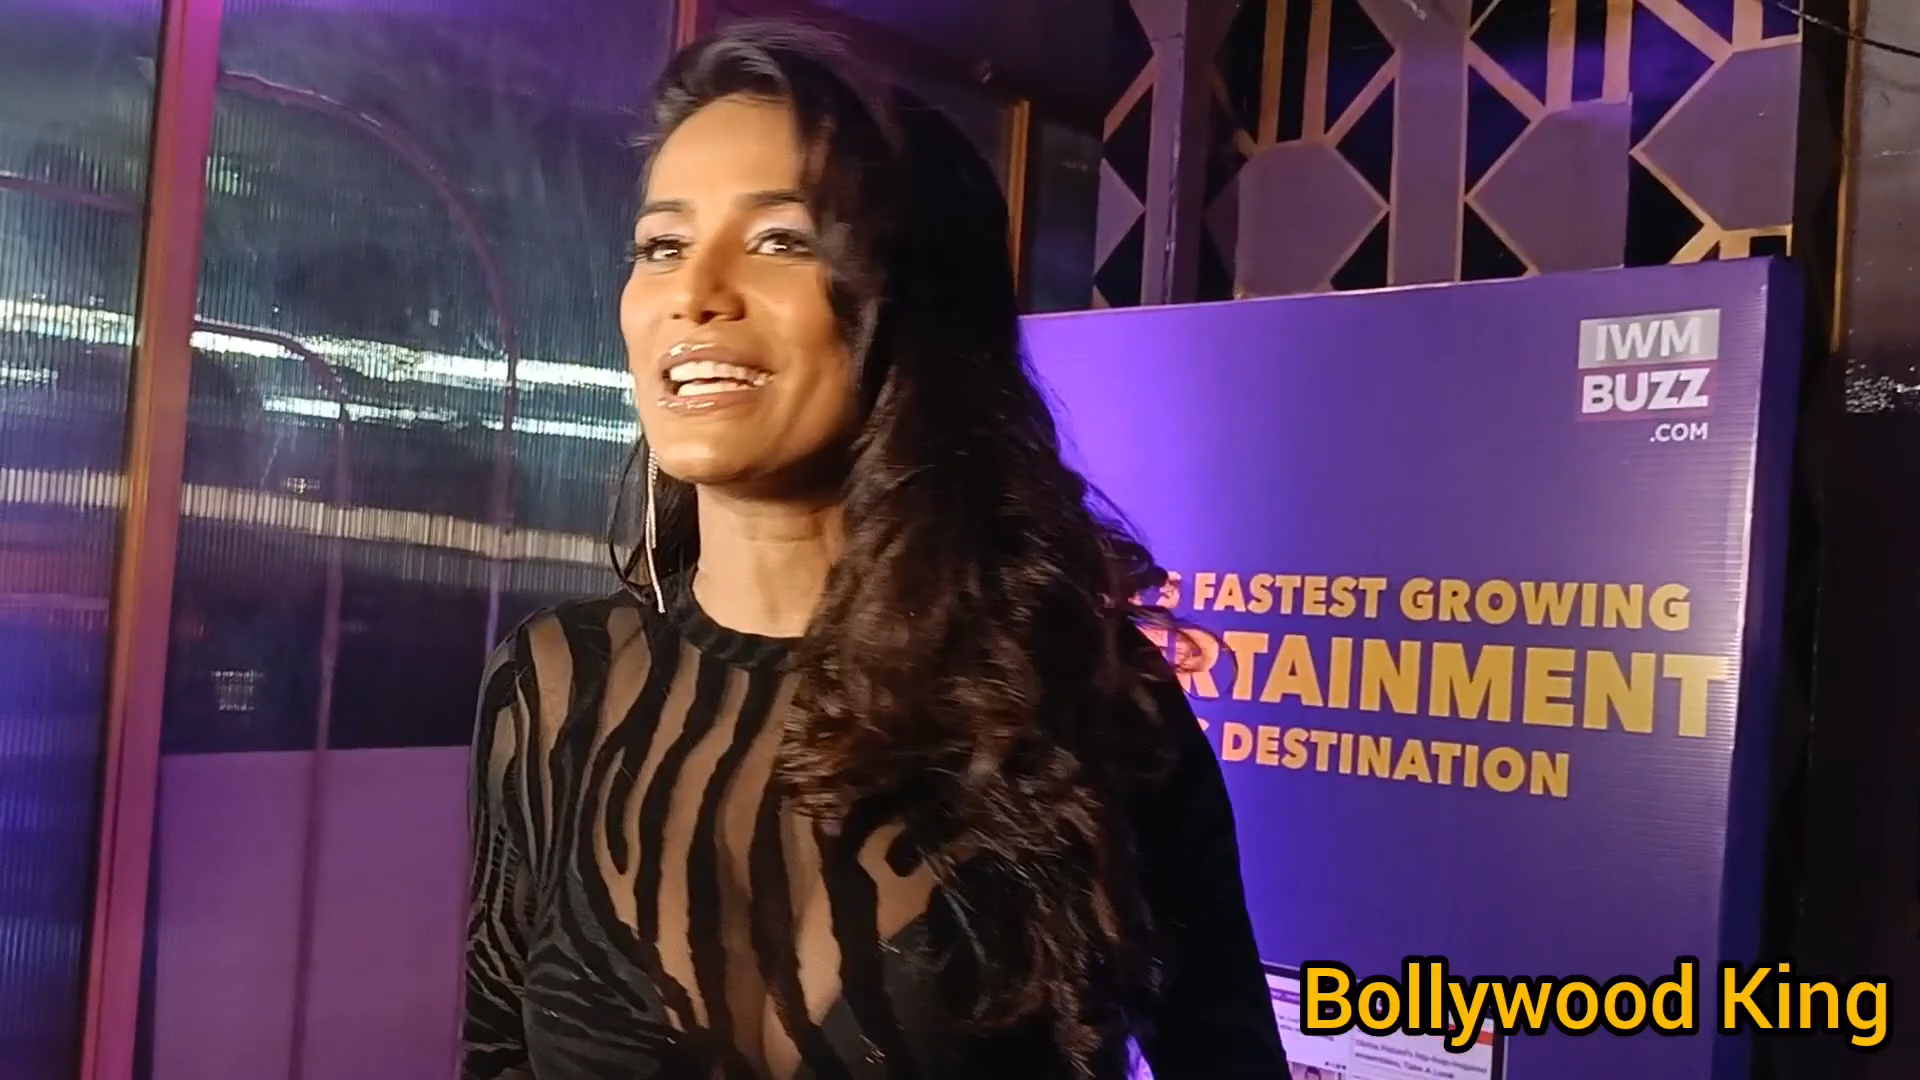 IWM
BUZZ
.COM
FASTEST GROWING
RTAINMENT
DESTINATION
Bollywood King